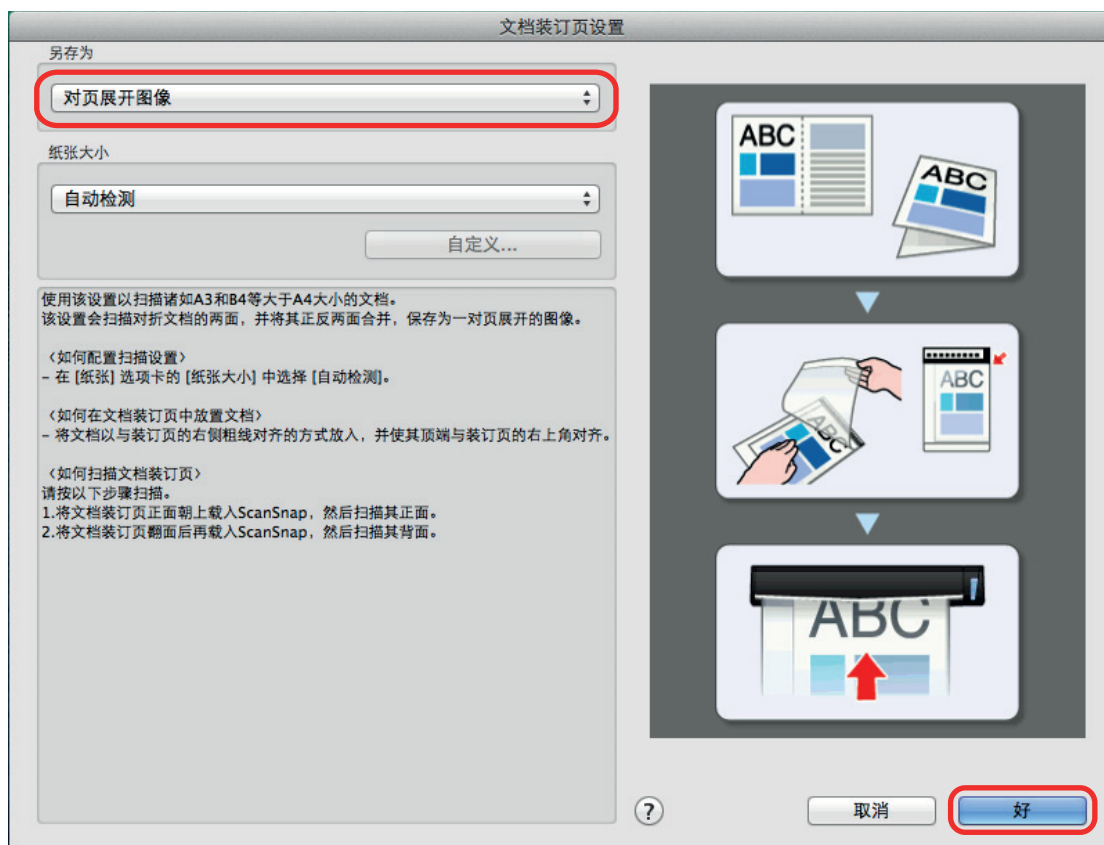 文档装订页设置
另存为
对页展开图像
纸张大小
自动检测
自定义...
使用该设置以扫描诸如A3和B4等大于A4大小的文档。
该设置会扫描对折文档的两面，并将其正反两面合并，保存为一对页展开的图像。
〈如何配置扫描设置〉
- 在 [纸张] 选项卡的 [纸张大小] 中选择 [自动检测]。
〈如何在文档装订页中放置文档〉
- 将文档以与装订页的右侧粗线对齐的方式放入，并使其顶端与装订页的右上角对齐。
〈如何扫描文档装订页〉
请按以下步骤扫描。
1.将文档装订页正面朝上载入ScanSnap，然后扫描其正面。
2.将文档装订页翻面后再载入ScanSnap，然后扫描其背面。
ABC
ABC
ABC
ABC
ABC
?
取消
好